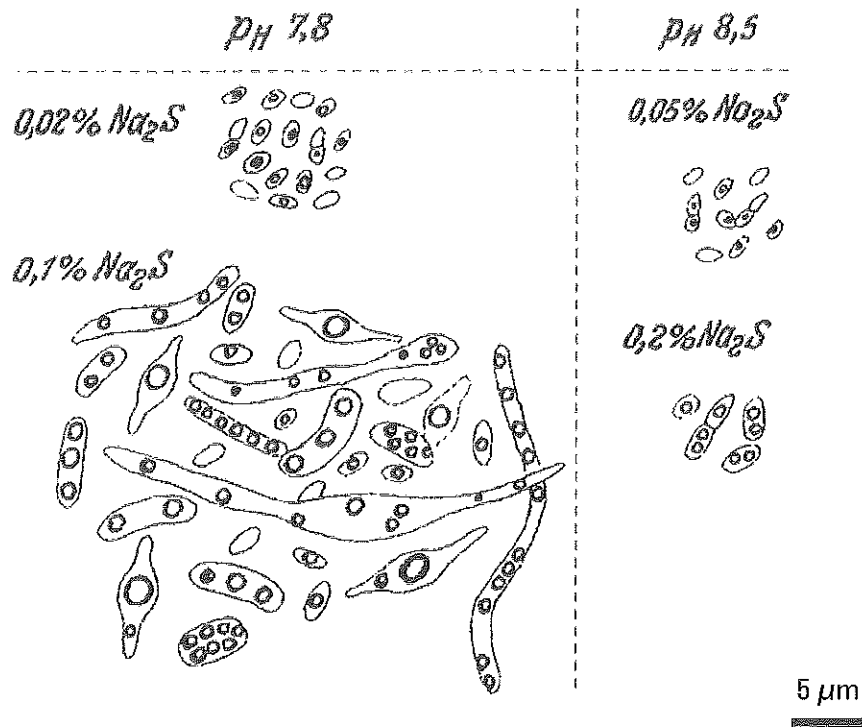 pH 7,8
pH 8,5
0,02% Na₂S
0,05% Na₂S
0,1% Na₂S
0,2% Na₂S
5 µm